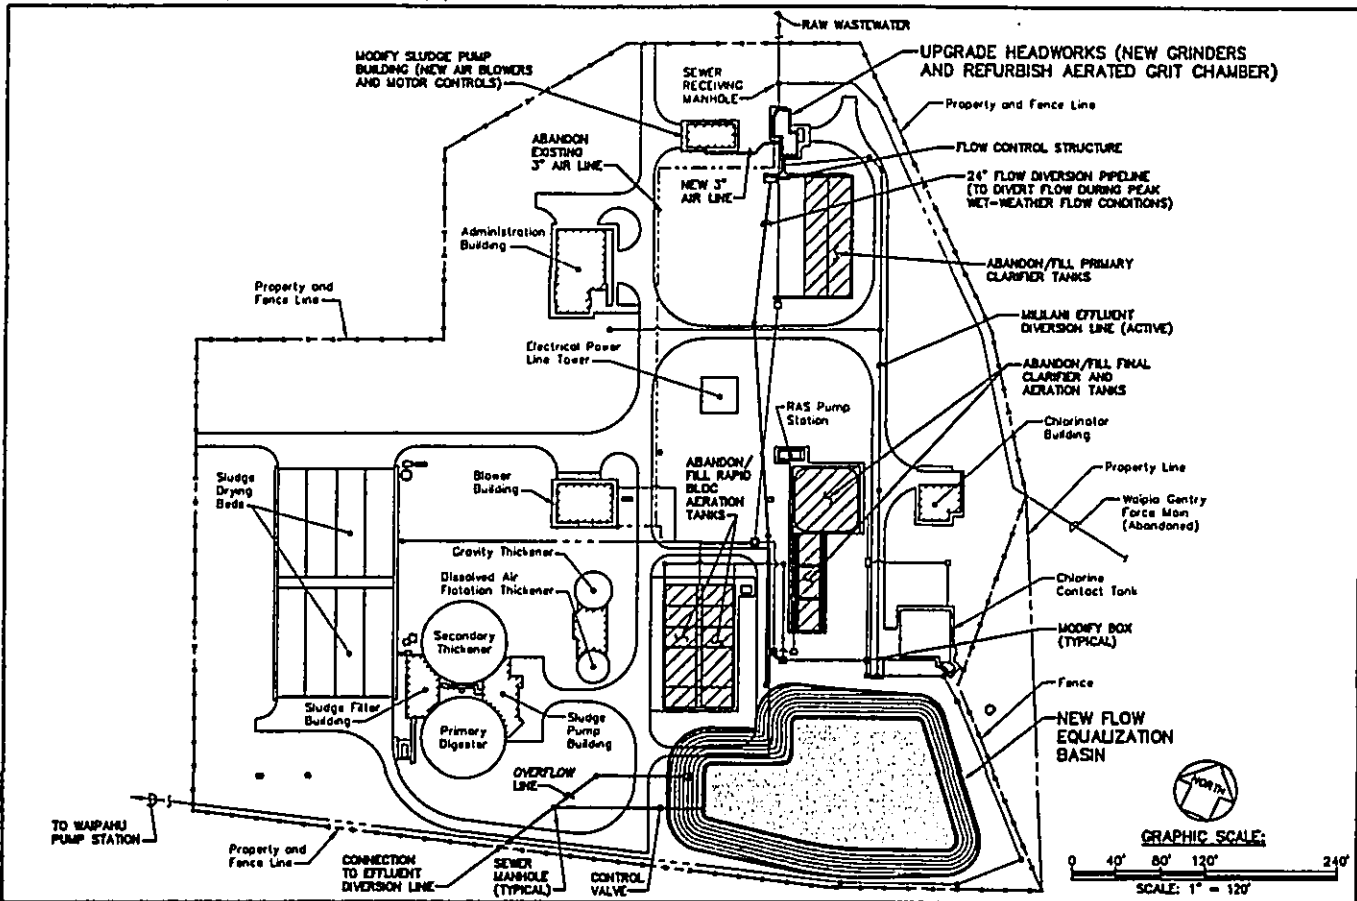 RAW WASTEWATER
MODIFY SLUDGE PUMP
BUILDING (NEW AIR BLOWERS
AND MOTOR CONTROLS)
SEWER
RECEIVING
MANHOLE
UPGRADE HEADWORKS (NEW GRINDERS
AND REFURBISH AERATED GRIT CHAMBER)
Property and Fence Line
ABANDON
EXISTING
3" AIR LINE
FLOW CONTROL STRUCTURE
NEW 3"
AIR LINE
24" FLOW DIVERSION PIPELINE
(TO DIVERT FLOW DURING PEAK
WET-WEATHER FLOW CONDITIONS)
Administration
Building
ABANDON/FILL PRIMARY
CLARIFIER TANKS
Property and
Fence Line
MILILANI EFFLUENT
DIVERSION LINE (ACTIVE)
Electrical Power
Line Tower
ABANDON/FILL FINAL
CLARIFIER AND
AERATION TANKS
RAS Pump
Station
Chlorinator
Building
Sludge
Drying
Beds
Blower
Building
ABANDON/
FILL RAPID
BLOC
AERATION
TANKS
Property Line
Waipio Gentry
Force Main
(Abandoned)
Gravity Thickener
Dissolved Air
Flotation Thickener
Chlorine
Contact Tank
Secondary
Thickener
MODIFY BOX
(TYPICAL)
Fence
Sludge Filter
Building
Primary
Digester
Sludge
Pump
Building
NEW FLOW
EQUALIZATION
BASIN
OVERFLOW
LINE
NORTH
TO WAIPAHU
PUMP STATION
Property and
Fence Line
CONNECTION
TO EFFLUENT
DIVERSION LINE
SEWER
MANHOLE
(TYPICAL)
CONTROL
VALVE
GRAPHIC SCALE:
0 40' 80' 120' 240'
SCALE: 1" = 120'